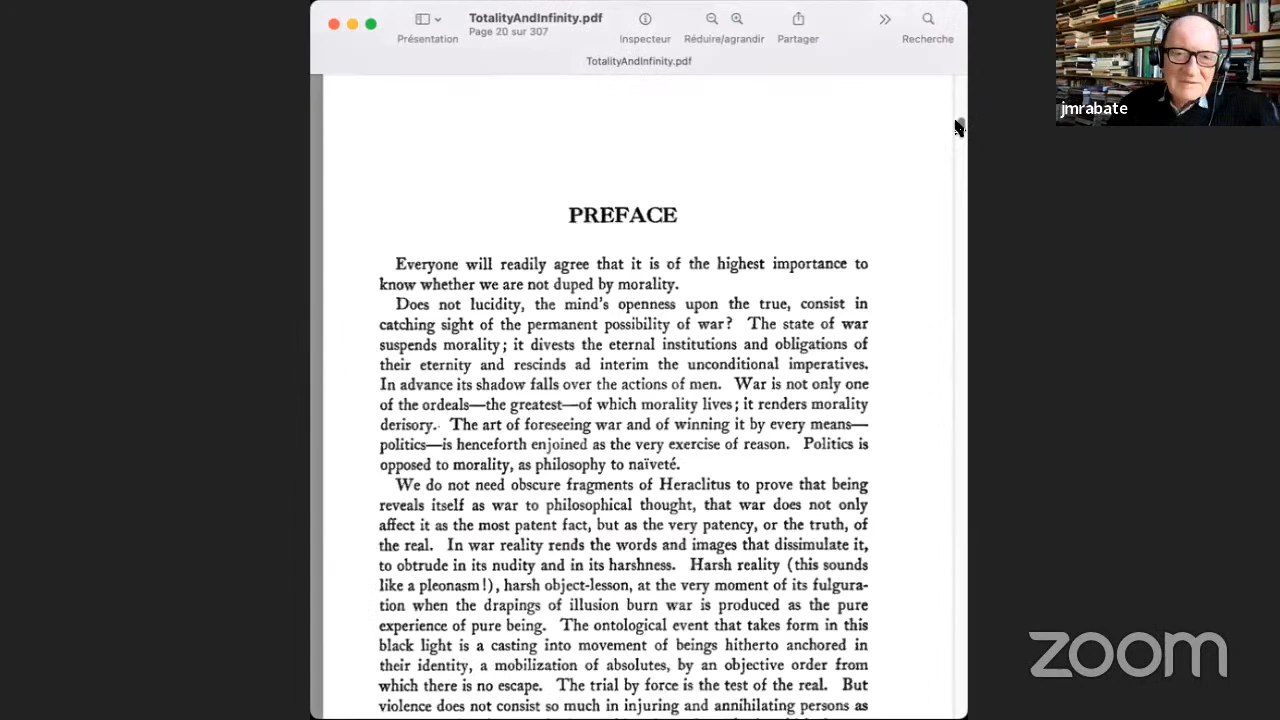 TotalityAndInfinity.pdf
Page 20 sur 307
Présentation
Inspecteur
Réduire/agrandir
Partager
Recherche
TotalityAndInfinity.pdf
jmrabate
PREFACE
Everyone will readily agree that it is of the highest importance to
know whether we are not duped by morality.
Does not lucidity, the mind's openness upon the true, consist in
catching sight of the permanent possibility of war? The state of war
suspends morality; it divests the eternal institutions and obligations of
their eternity and rescinds ad interim the unconditional imperatives.
In advance its shadow falls over the actions of men. War is not only one
of the ordeals—the greatest—of which morality lives; it renders morality
derisory. The art of foreseeing war and of winning it by every means—
politics—is henceforth enjoined as the very exercise of reason. Politics is
opposed to morality, as philosophy to naïveté.
We do not need obscure fragments of Heraclitus to prove that being
reveals itself as war to philosophical thought, that war does not only
affect it as the most patent fact, but as the very patency, or the truth, of
the real. In war reality rends the words and images that dissimulate it,
to obtrude in its nudity and in its harshness. Harsh reality (this sounds
like a pleonasm!), harsh object-lesson, at the very moment of its fulgura-
tion when the drapings of illusion burn war is produced as the pure
experience of pure being. The ontological event that takes form in this
black light is a casting into movement of beings hitherto anchored in
their identity, a mobilization of absolutes, by an objective order from
which there is no escape. The trial by force is the test of the real. But
violence does not consist so much in injuring and annihilating persons as
zoom